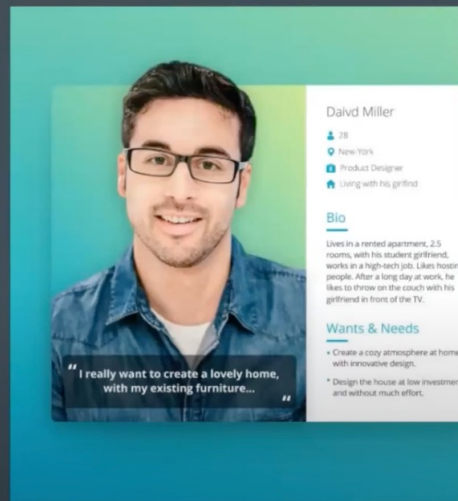 Daivd Miller
28
New-York
Product Designer
Living with his girlfind
Bio
Lives in a rented apartment, 2.5
rooms, with his student girlfriend,
works in a high-tech job. Likes hostin
people. After a long day at work, he
likes to throw on the couch with his
girlfriend in front of the TV.
Wants & Needs
• Create a cozy atmosphere at home
with innovative design.
* Design the house at low investmen
and without much effort.
“ I really want to create a lovely home,
with my existing furniture...
”